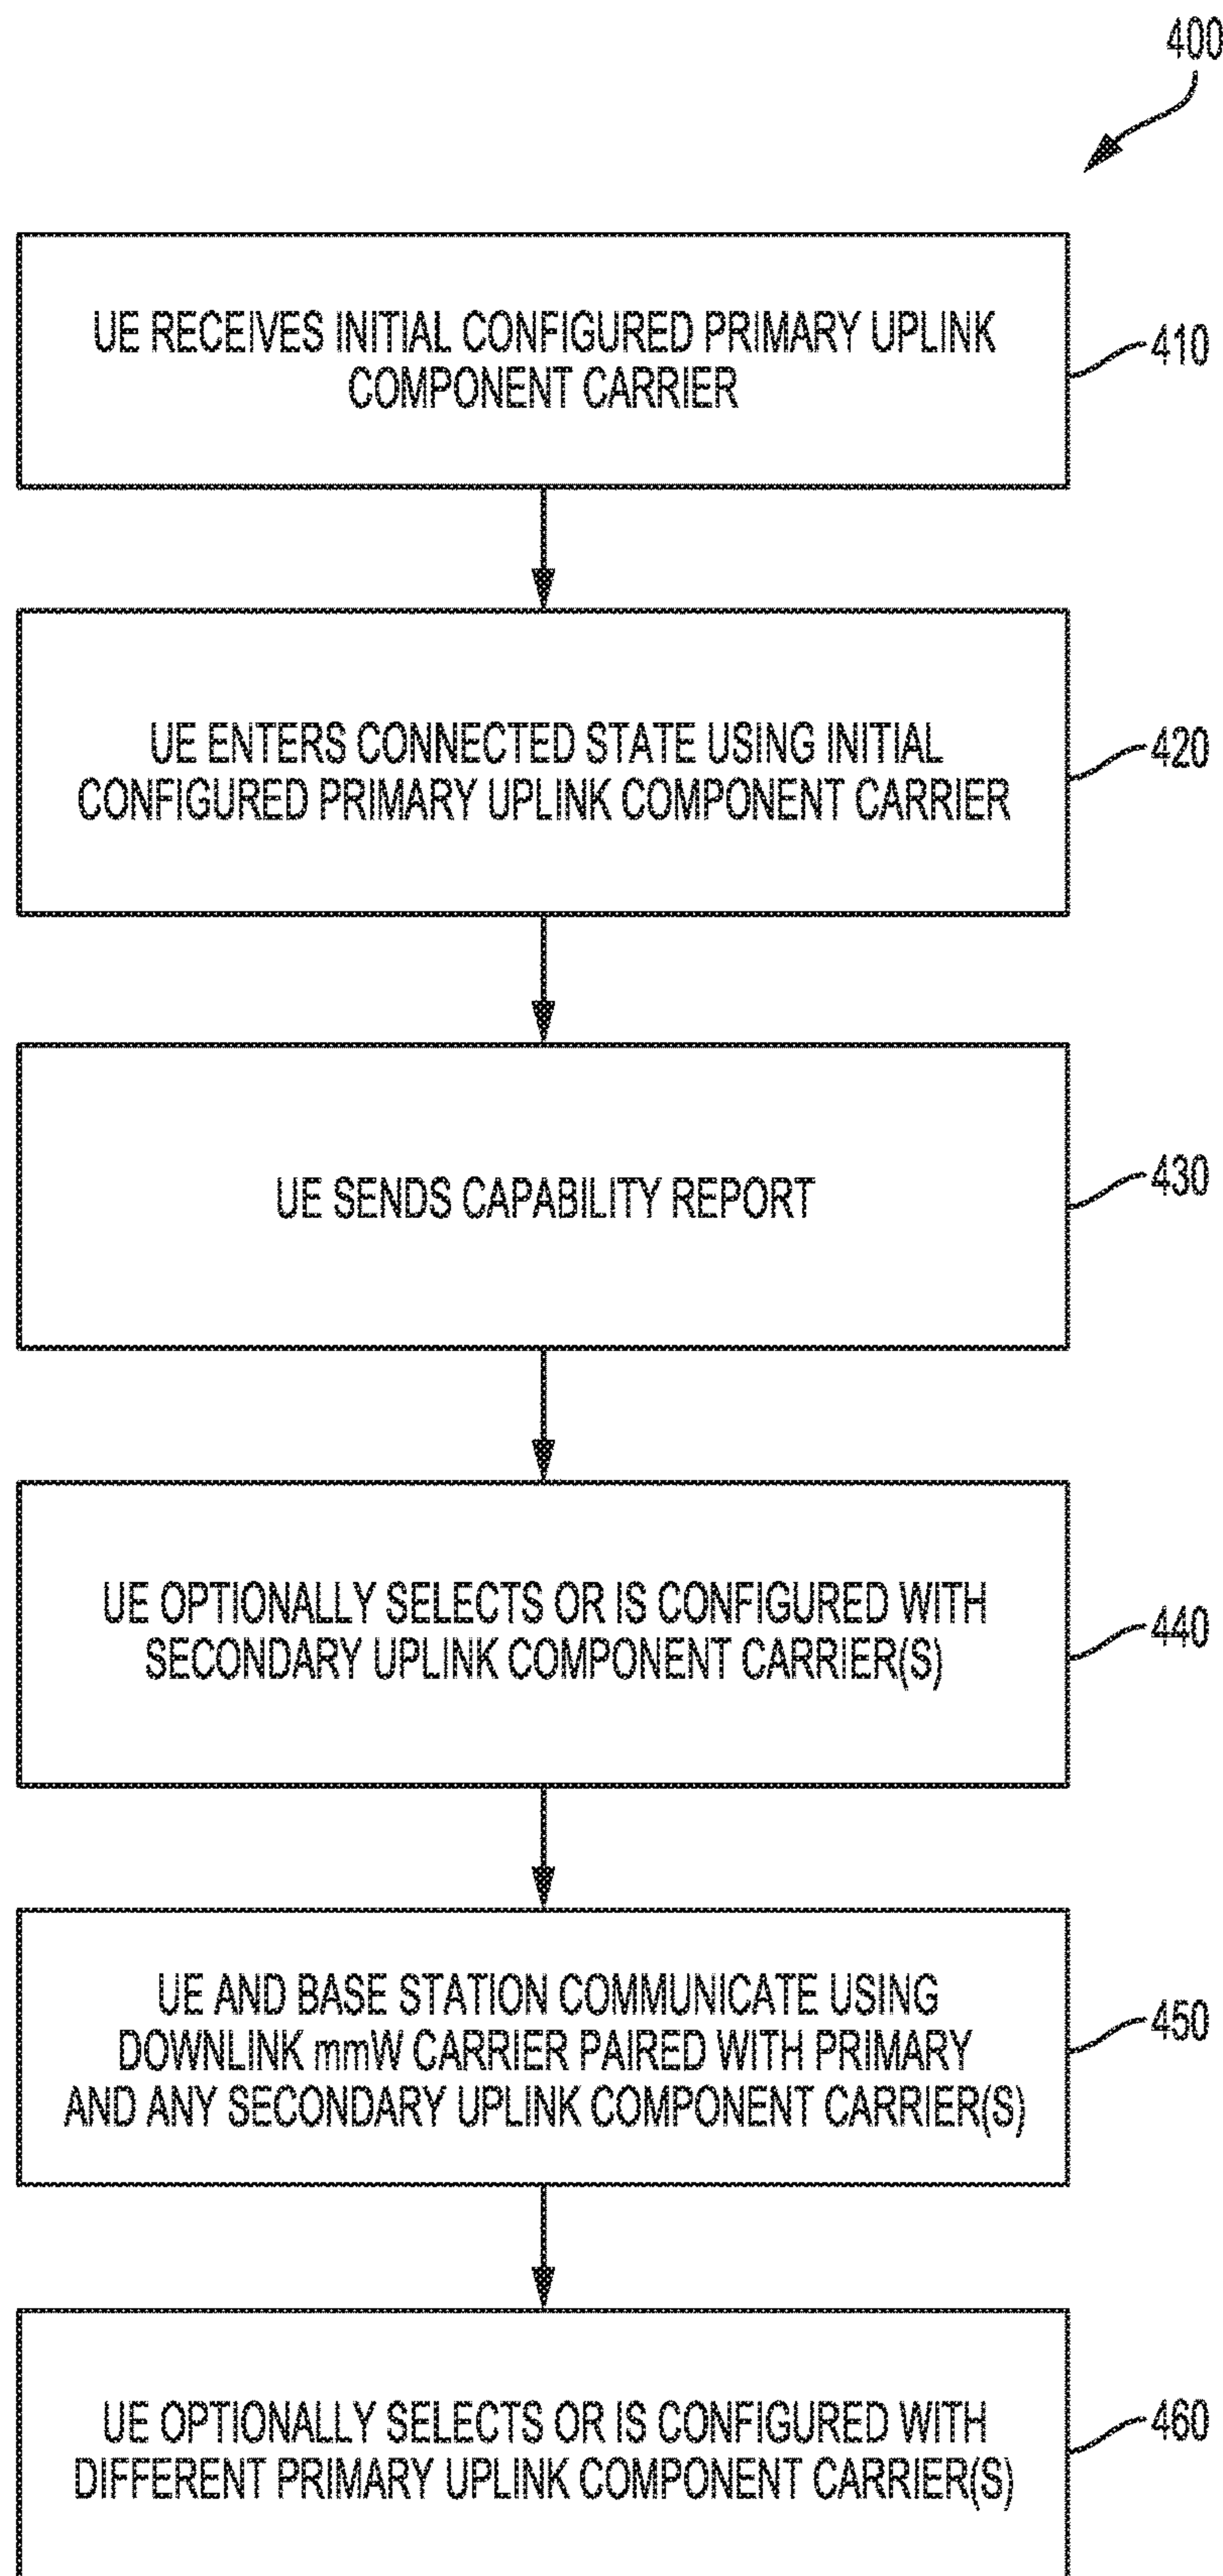 400
UE RECEIVES INITIAL CONFIGURED PRIMARY UPLINK
COMPONENT CARRIER
410
UE ENTERS CONNECTED STATE USING INITIAL
CONFIGURED PRIMARY UPLINK COMPONENT CARRIER
420
UE SENDS CAPABILITY REPORT
430
UE OPTIONALLY SELECTS OR IS CONFIGURED WITH
SECONDARY UPLINK COMPONENT CARRIER(S)
440
UE AND BASE STATION COMMUNICATE USING
DOWNLINK mmW CARRIER PAIRED WITH PRIMARY
AND ANY SECONDARY UPLINK COMPONENT CARRIER(S)
450
UE OPTIONALLY SELECTS OR IS CONFIGURED WITH
DIFFERENT PRIMARY UPLINK COMPONENT CARRIER(S)
460